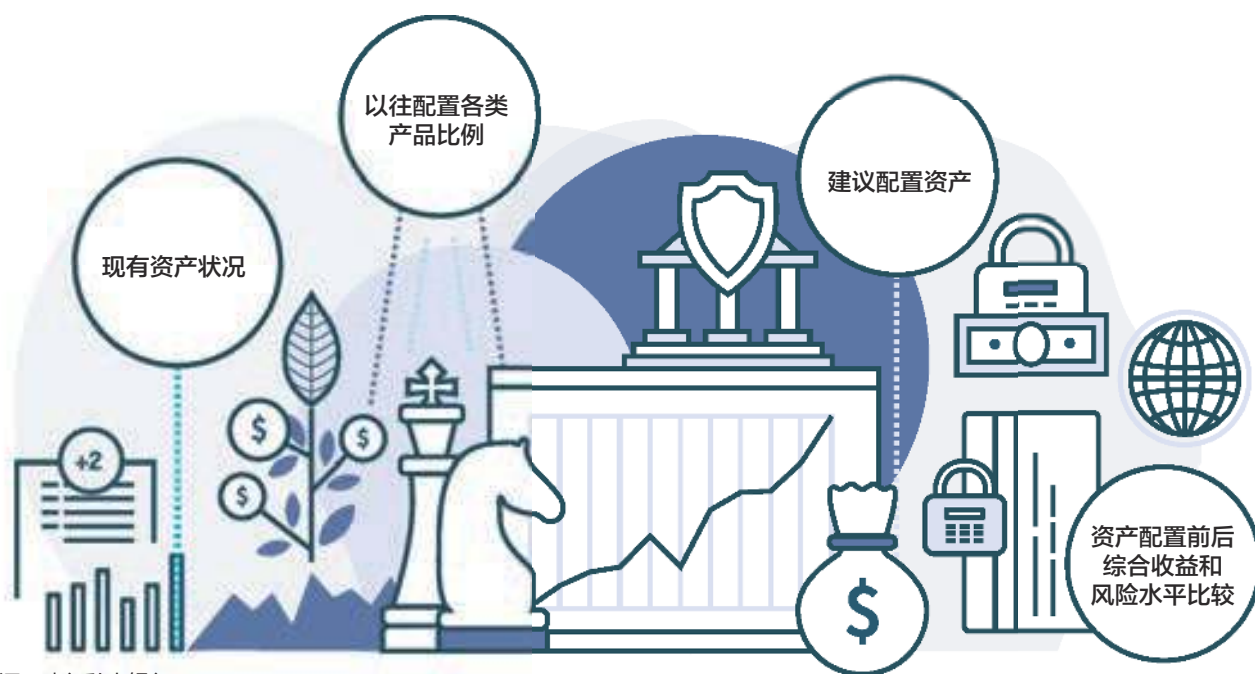 以往配置各类
产品比例
建议配置资产
现有资产状况
$
$
+2
$
资产配置前后
综合收益和
风险水平比较
$